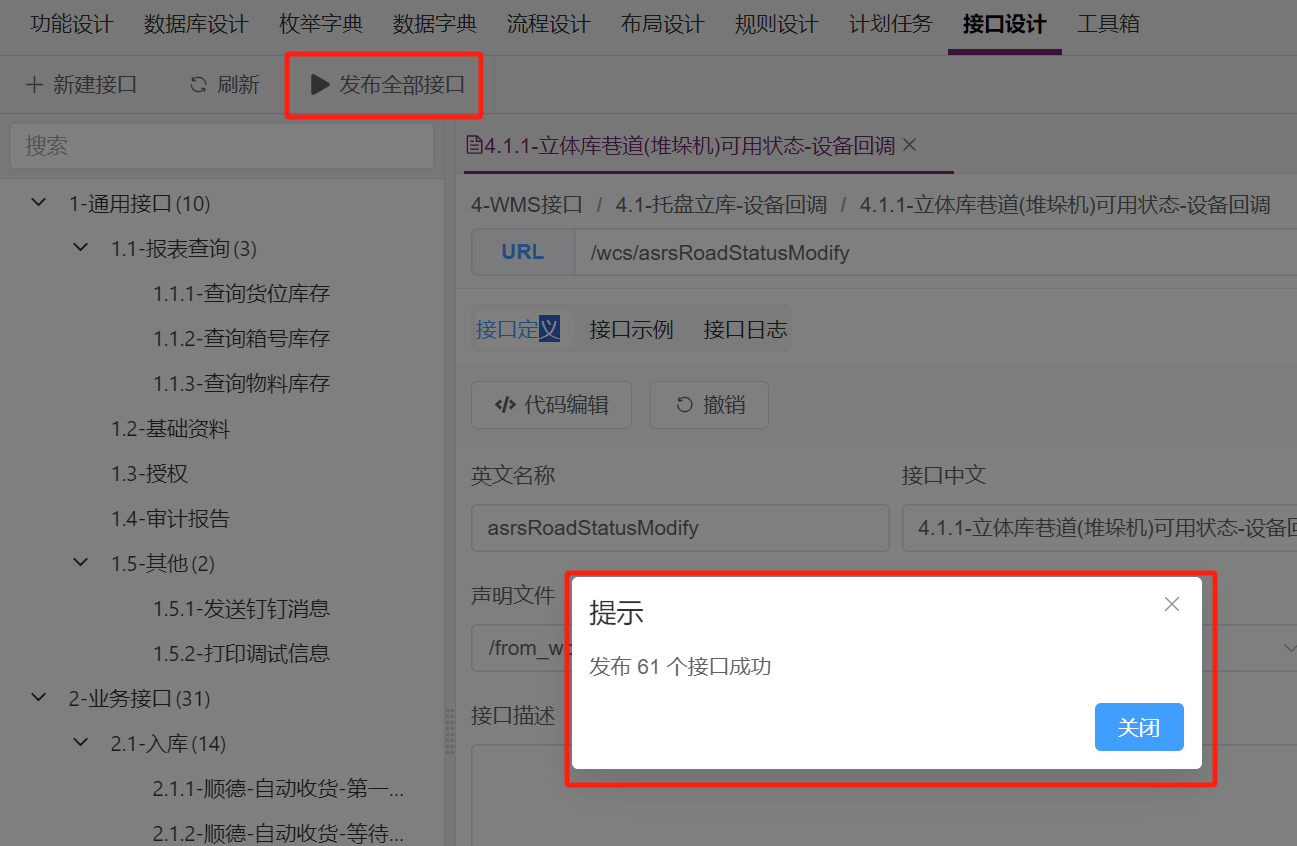 功能设计 数据库设计 枚举字典 数据字典 流程设计 布局设计 规则设计 计划任务 接口设计 工具箱
新建接口 刷新 发布全部接口
搜索
1-通用接口(10)
1.1-报表查询(3)
1.1.1-查询货位库存
1.1.2-查询箱号库存
1.1.3-查询物料库存
1.2-基础资料
1.3-授权
1.4-审计报告
1.5-其他(2)
1.5.1-发送钉钉消息
1.5.2-打印调试信息
2-业务接口(31)
2.1-入库(14)
2.1.1-顺德-自动收货-第一...
2.1.2-顺德-自动收货-等待...
4.1.1-立体库巷道(堆垛机)可用状态-设备回调
4-WMS接口 / 4.1-托盘立库-设备回调 / 4.1.1-立体库巷道(堆垛机)可用状态-设备回调
URL /wcs/asrsRoadStatusModify
接口定义 接口示例 接口日志
代码编辑 撤销
英文名称 接口中文
asrsRoadStatusModify 4.1.1-立体库巷道(堆垛机)可用状态-设备回
声明文件
/from_wc
接口描述
提示
发布 61 个接口成功
关闭